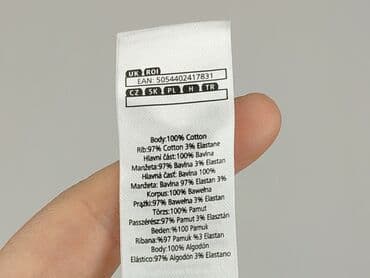 UK ROI
EAN: 5054402417831
CZ SK PL H TR
Body:100% Cotton
Rib:97% Cotton 3% Elastane
Hlavní část:100% Bavlna
Manžeta:97% Bavlna 3% Elastan
Hlavná časť: Bavlna 100%
Manžeta: Bavlna 97% Elastan 3%
Korpus:100% Bawełna
Prążki:97% Bawełna 3% Elastan
Törzs:100% Pamut
Passzérész:97% Pamut 3% Elasztán
Beden:%100 Pamuk
Ribana:%97 Pamuk %3 Elastan
Body:100% Algodón
Elástico:97% Algodón 3% Elastano